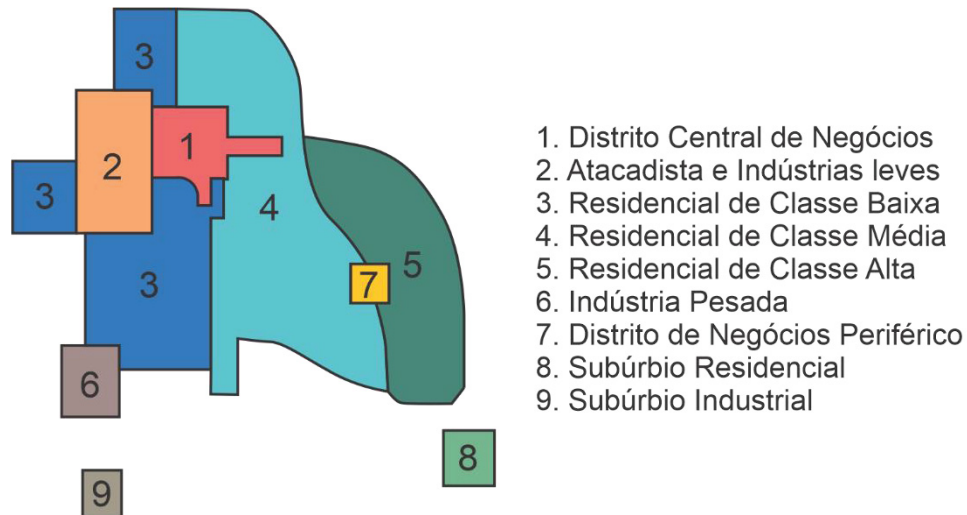 3
1
2
3
4
5
3
7
6
8
9
1. Distrito Central de Negócios
2. Atacadista e Indústrias leves
3. Residencial de Classe Baixa
4. Residencial de Classe Média
5. Residencial de Classe Alta
6. Indústria Pesada
7. Distrito de Negócios Periférico
8. Subúrbio Residencial
9. Subúrbio Industrial